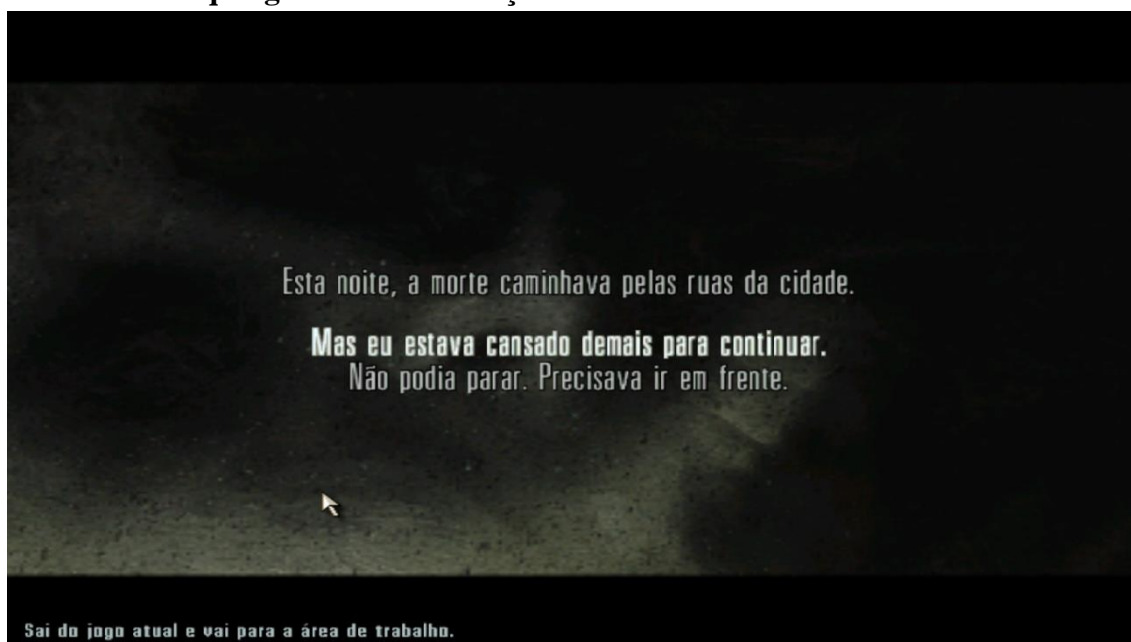 Esta noite, a morte caminhava pelas ruas da cidade.
Mas eu estava cansado demais para continuar.
Não podia parar. Precisava ir em frente.
Sai do jogo atual e vai para a área de trabalho.